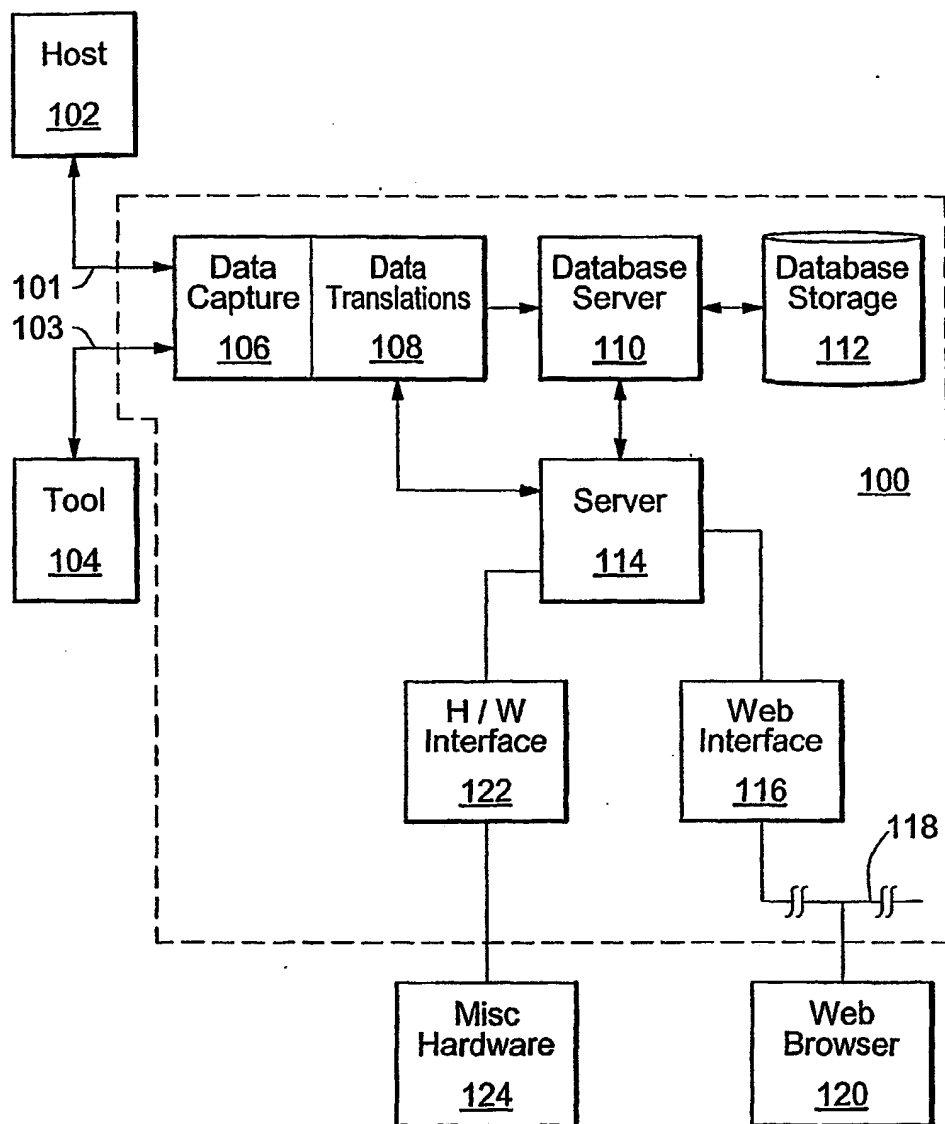 Host
102
101
103
Data
Capture
106
Data
Translations
108
Database
Server
110
Database
Storage
112
Tool
104
Server
114
100
H / W
Interface
122
Web
Interface
116
118
Misc
Hardware
124
Web
Browser
120